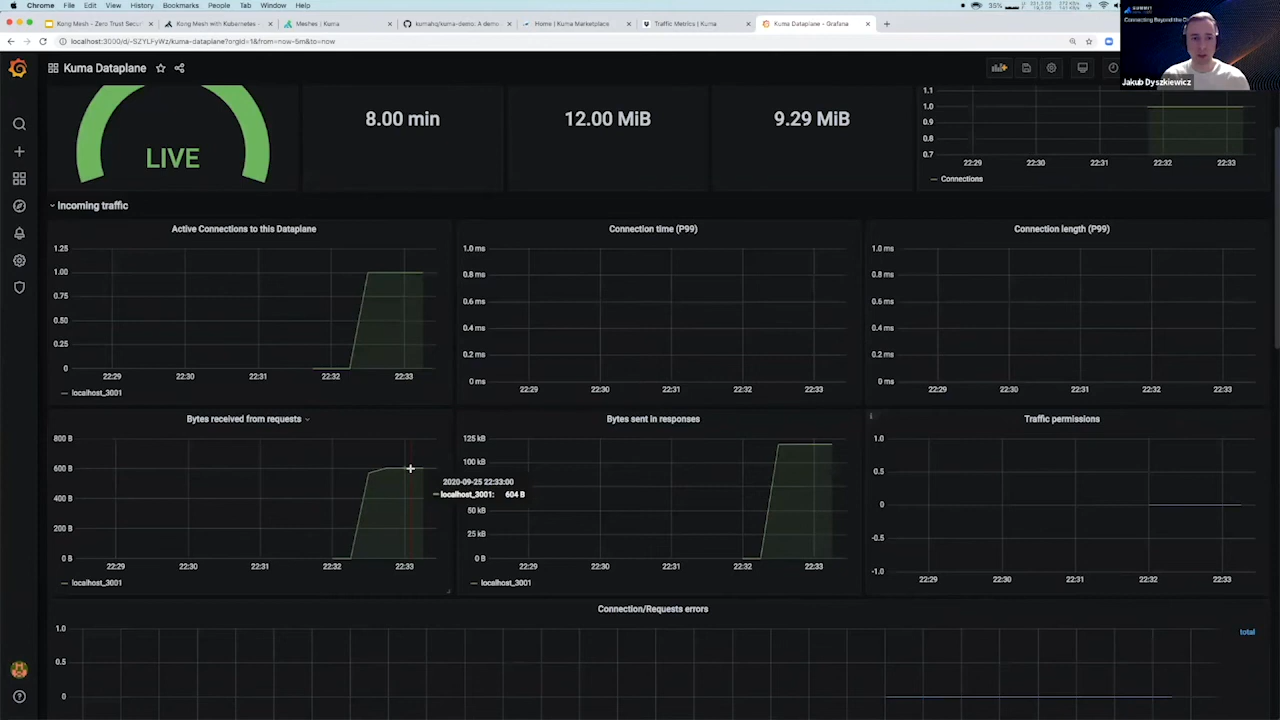 Chrome File Edit View History Bookmarks People Tab Window Help
35%
Kong Mesh - Zero Trust Secur
Kong Mesh with Kubernetes -
Meshes | Kuma
kumahq/kuma-demo: A demo
Home | Kuma Marketplace
Traffic Metrics | Kuma
Kuma Dataplane - Grafana
SUMMIT
Connecting Beyond the
localhost:3000/d/-SZYLFyWz/kuma-dataplane?orgId=1&from=now-5m&to=now
Kuma Dataplane
Jakub Dyszkiewicz
LIVE
8.00 min
12.00 MiB
9.29 MiB
1.1
1.0
0.9
0.8
0.7
22:29 22:30 22:31 22:32 22:33
Connections
Incoming traffic
Active Connections to this Dataplane
1.25
1.00
0.75
0.50
0.25
0
22:29 22:30 22:31 22:32 22:33
localhost_3001
Connection time (P99)
1.0 ms
0.8 ms
0.6 ms
0.4 ms
0.2 ms
0 ms
22:29 22:30 22:31 22:32 22:33
Connection length (P99)
1.0 ms
0.8 ms
0.6 ms
0.4 ms
0.2 ms
0 ms
22:29 22:30 22:31 22:32 22:33
Bytes received from requests
800 B
600 B
400 B
200 B
0 B
22:29 22:30 22:31 22:32 22:33
localhost_3001
2020-09-25 22:33:00
localhost_3001: 604 B
Bytes sent in responses
125 kB
100 kB
50 kB
25 kB
0 B
22:29 22:30 22:31 22:32 22:33
localhost_3001
Traffic permissions
1.0
0.5
0
-0.5
-1.0
22:29 22:30 22:31 22:32 22:33
Connection/Requests errors
1.0
0.5
0
total